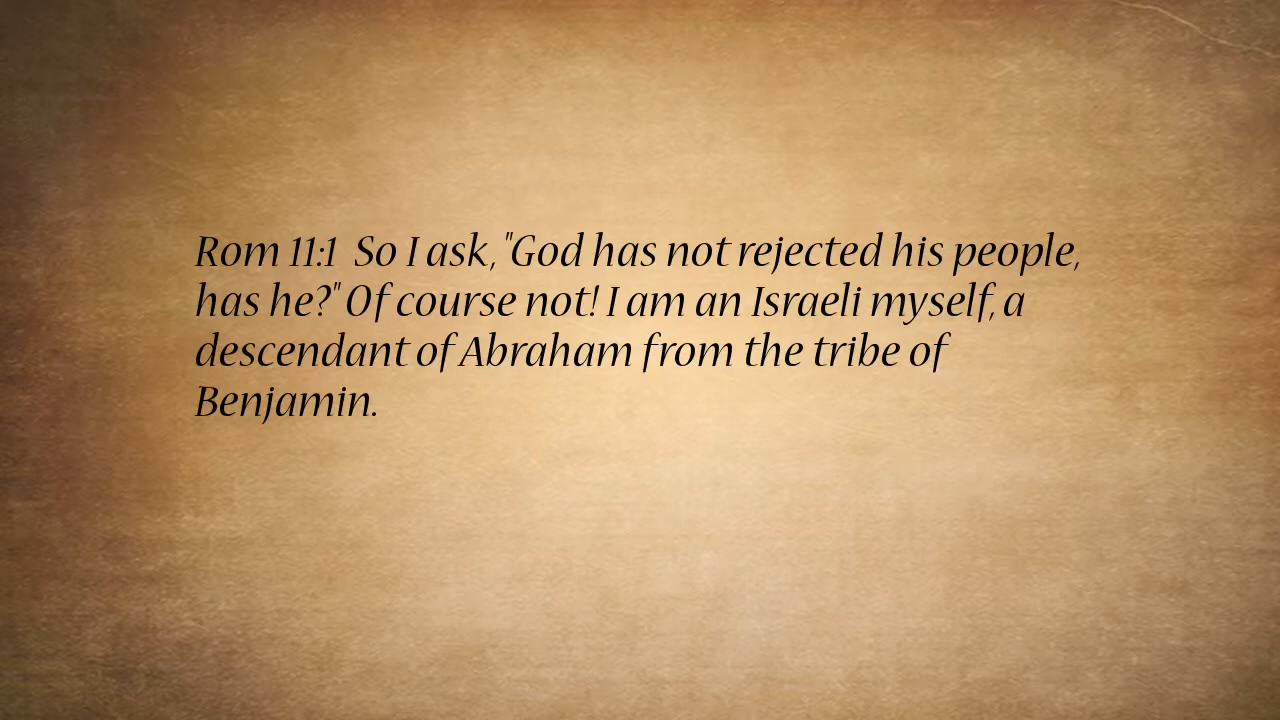 Rom 11:1  So I ask, "God has not rejected his people,
has he?" Of course not! I am an Israeli myself, a
descendant of Abraham from the tribe of
Benjamin.